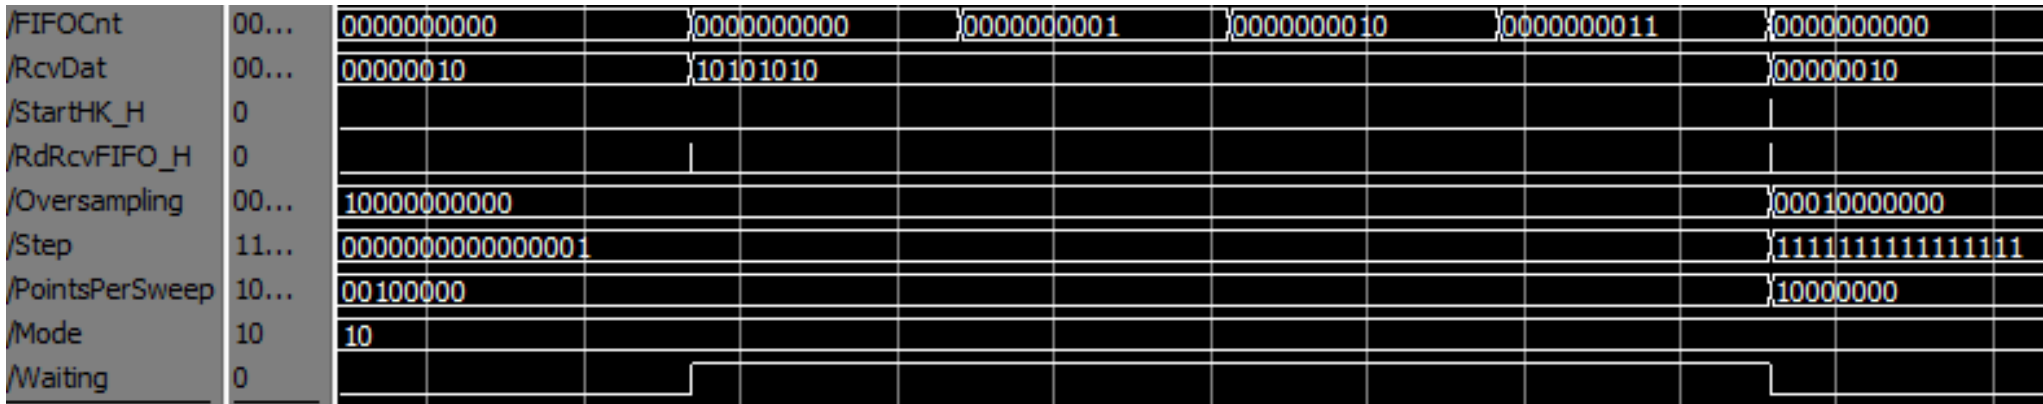 /FIFOCnt 00... 0000000000 0000000000 0000000001 0000000010 0000000011 0000000000
/RcvDat 00... 00000010 10101010 00000010
/StartHK_H 0
/RdRcvFIFO_H 0
/Oversampling 00... 10000000000 00010000000
/Step 11... 0000000000000001 1111111111111111
/PointsPerSweep 10... 00100000 10000000
/Mode 10 10
/Waiting 0